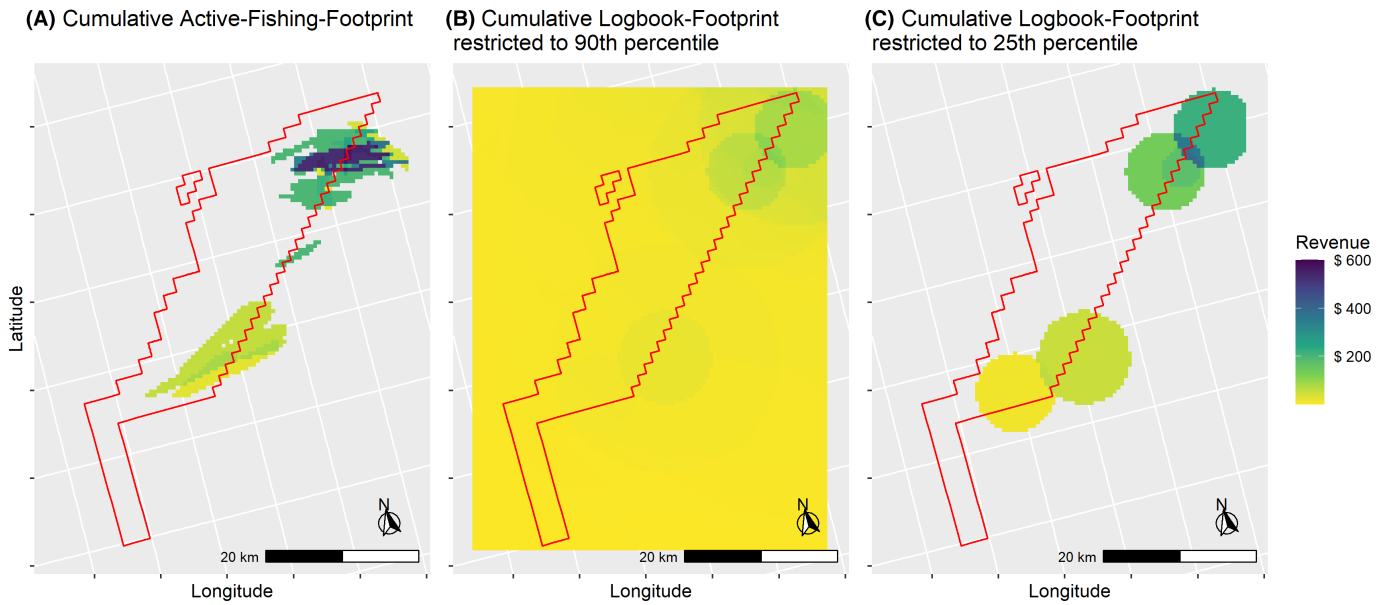 (A) Cumulative Active-Fishing-Footprint
(B) Cumulative Logbook-Footprint
restricted to 90th percentile
(C) Cumulative Logbook-Footprint
restricted to 25th percentile
Latitude
N
20 km
Longitude
N
20 km
Longitude
N
20 km
Longitude
Revenue
$ 600
$ 400
$ 200